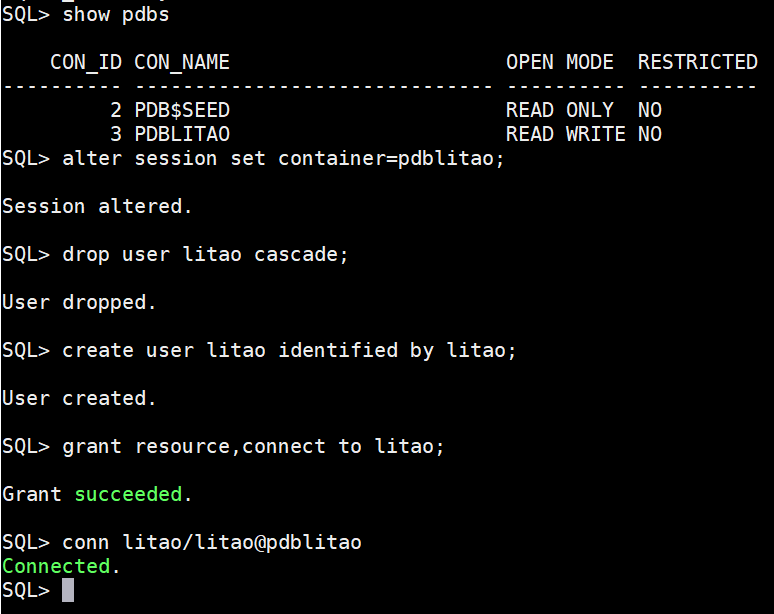 SQL> show pdbs
    CON_ID CON_NAME                       OPEN MODE  RESTRICTED
---------- ------------------------------ ---------- ----------
         2 PDB$SEED                       READ ONLY  NO
         3 PDBLITAO                       READ WRITE NO
SQL> alter session set container=pdblitao;
Session altered.
SQL> drop user litao cascade;
User dropped.
SQL> create user litao identified by litao;
User created.
SQL> grant resource,connect to litao;
Grant succeeded.
SQL> conn litao/litao@pdblitao
Connected.
SQL>